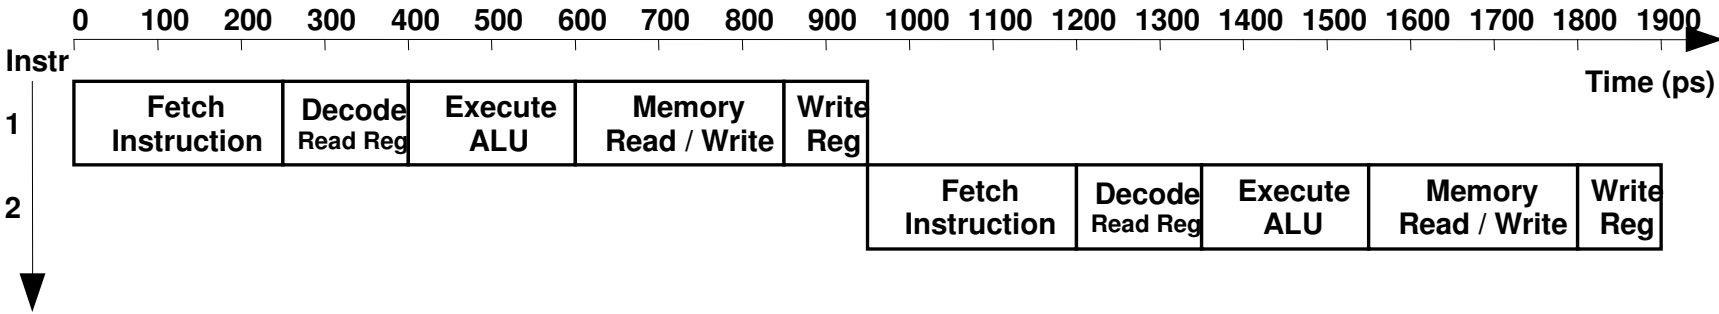 0 100 200 300 400 500 600 700 800 900 1000 1100 1200 1300 1400 1500 1600 1700 1800 1900
Instr
Time (ps)
1
Fetch
Instruction
Decode
Read Reg
Execute
ALU
Memory
Read / Write
Write
Reg
2
Fetch
Instruction
Decode
Read Reg
Execute
ALU
Memory
Read / Write
Write
Reg